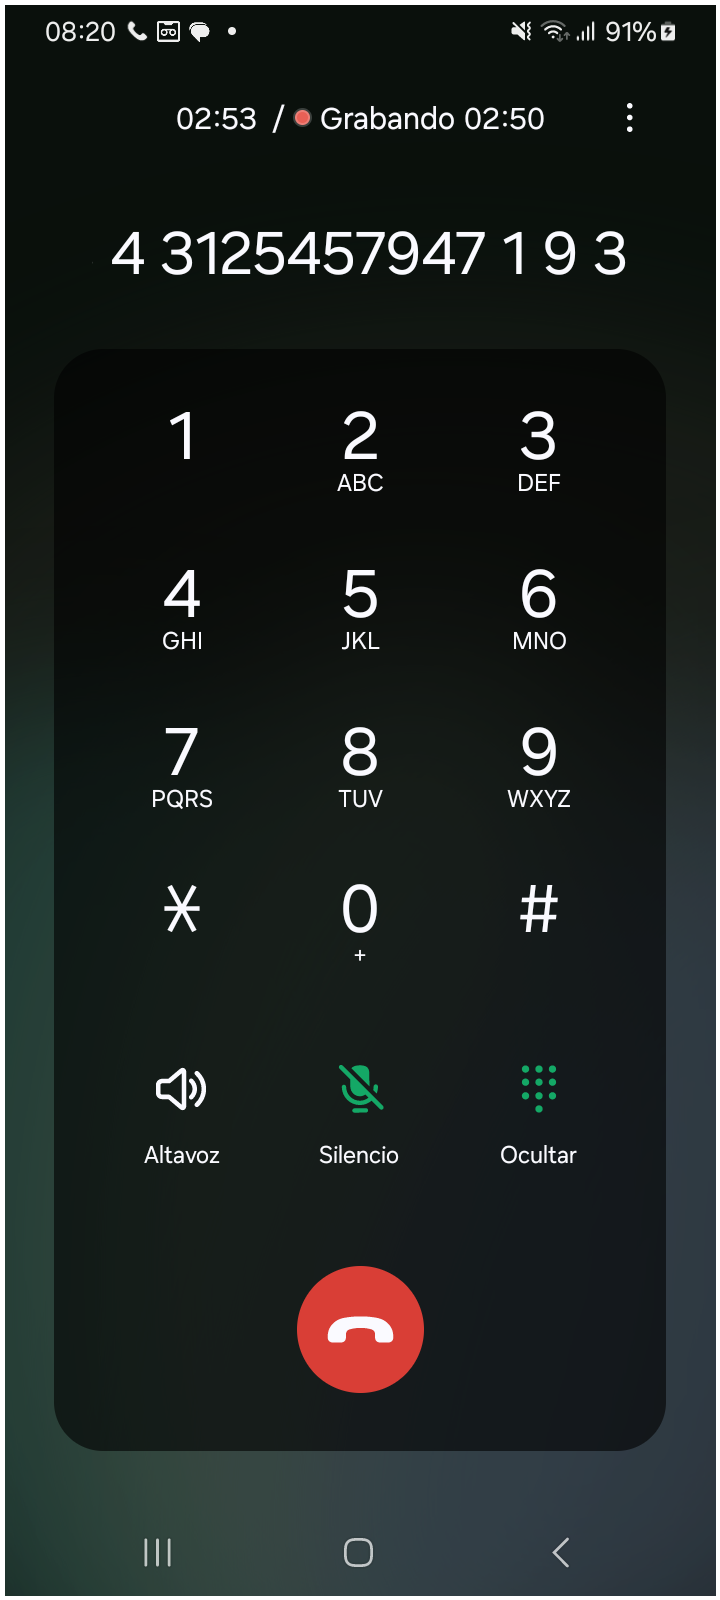 08:20 91%
02:53 / Grabando 02:50
4 3125457947 1 9 3
1 2 3
ABC DEF
4 5 6
GHI JKL MNO
7 8 9
PQRS TUV WXYZ
* 0 #
+
Altavoz Silencio Ocultar